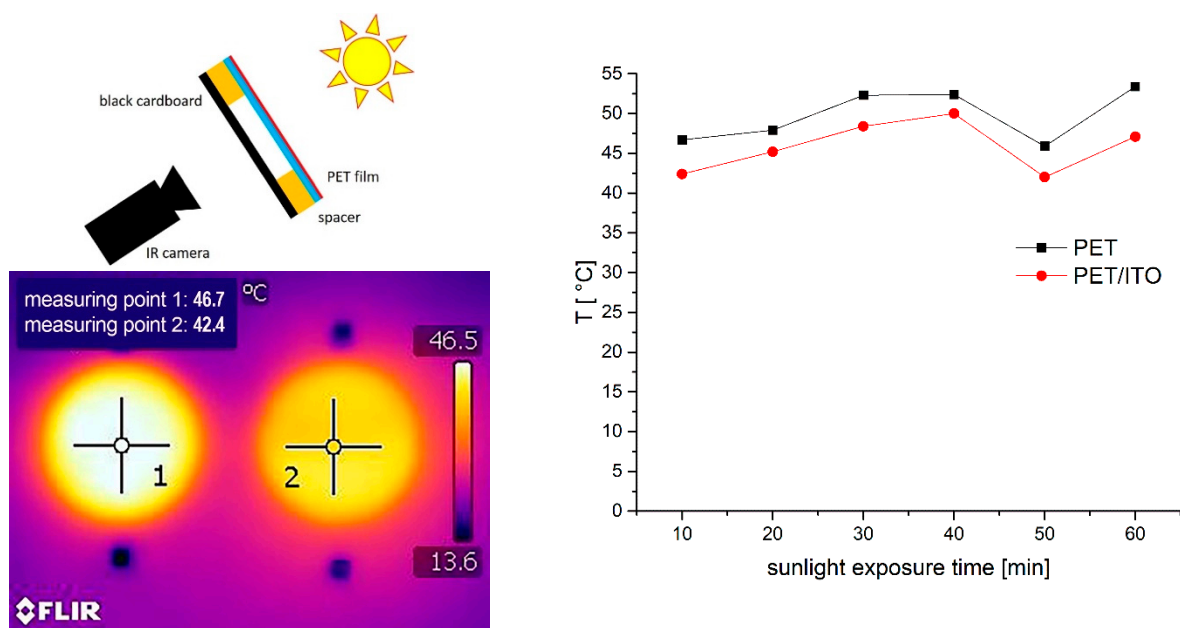 black cardboard
PET film
spacer
IR camera
measuring point 1: 46.7
measuring point 2: 42.4
°C
46.5
1
2
13.6
FLIR
55
50
45
40
35
30
25
20
15
10
5
0
T [ °C]
PET
PET/ITO
10 20 30 40 50 60
sunlight exposure time [min]